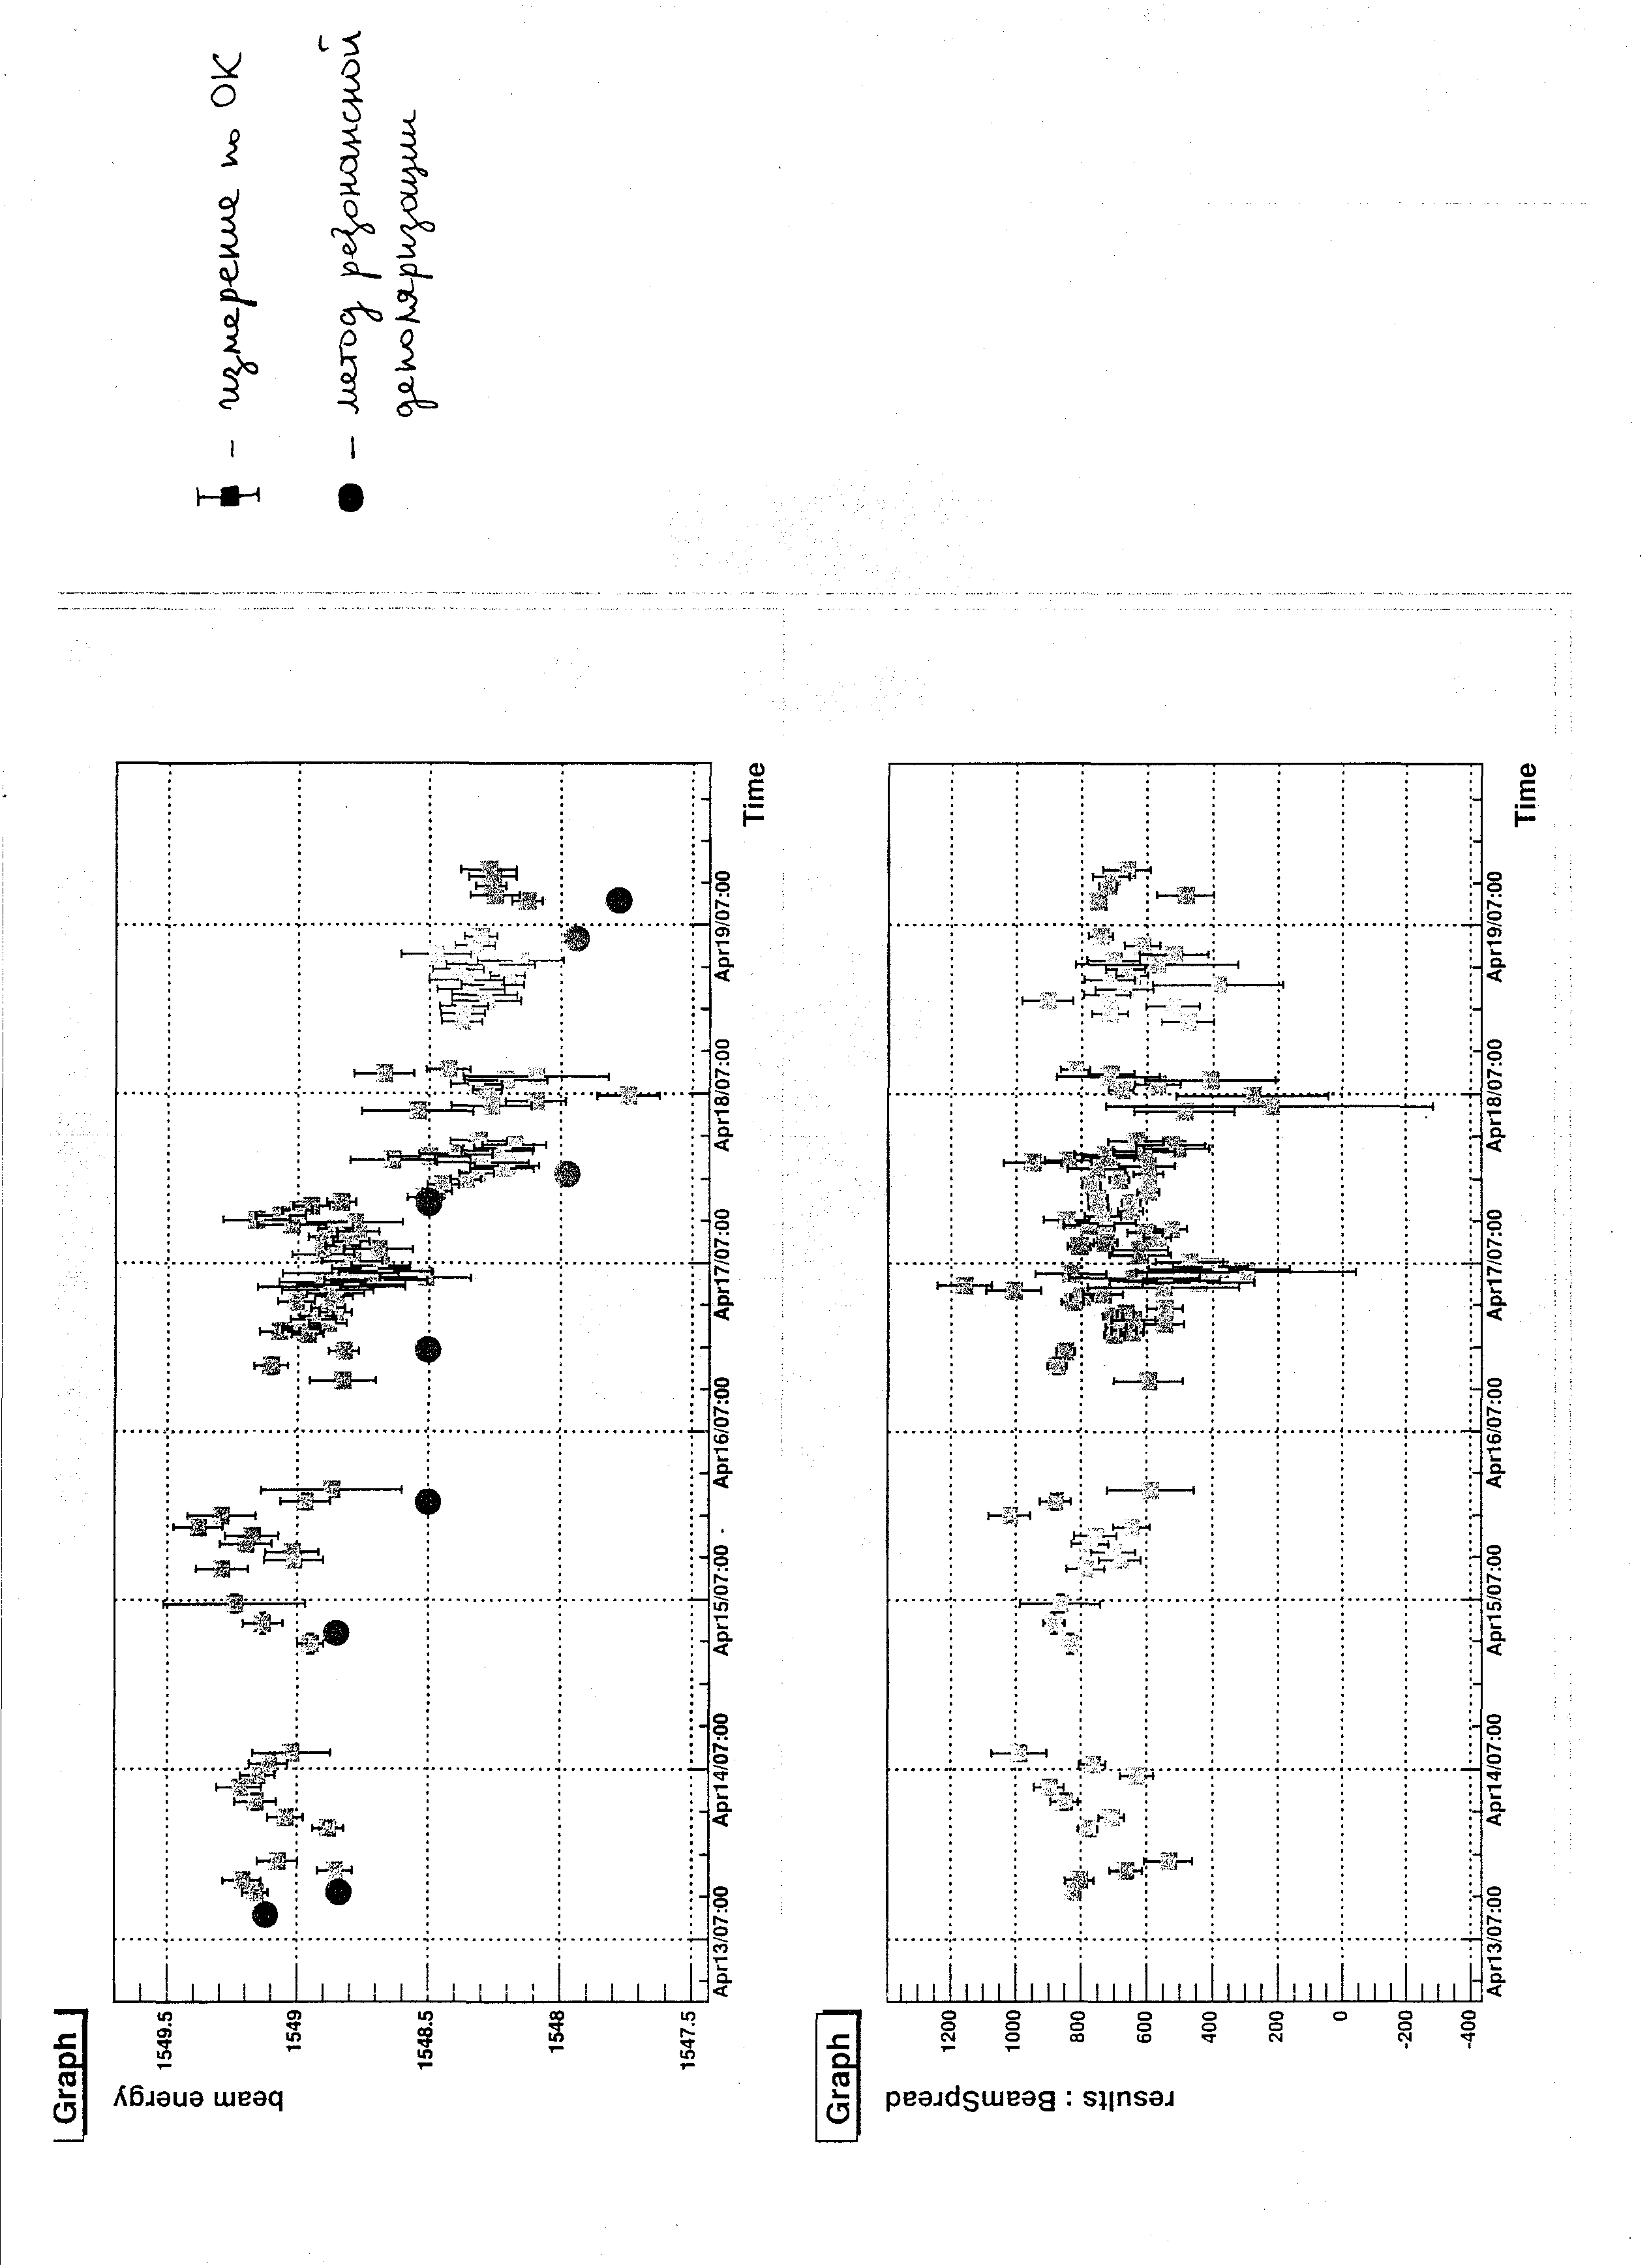 Graph
beam energy
1549.5
1549
1548.5
1548
1547.5
Apr13/07:00
Apr14/07:00
Apr15/07:00
Apr16/07:00
Apr17/07:00
Apr18/07:00
Apr19/07:00
Time
- измерение по ОК
- метод резонансной
деполяризации
Graph
results : BeamSpread
1200
1000
800
600
400
200
0
-200
-400
Apr13/07:00
Apr14/07:00
Apr15/07:00
Apr16/07:00
Apr17/07:00
Apr18/07:00
Apr19/07:00
Time